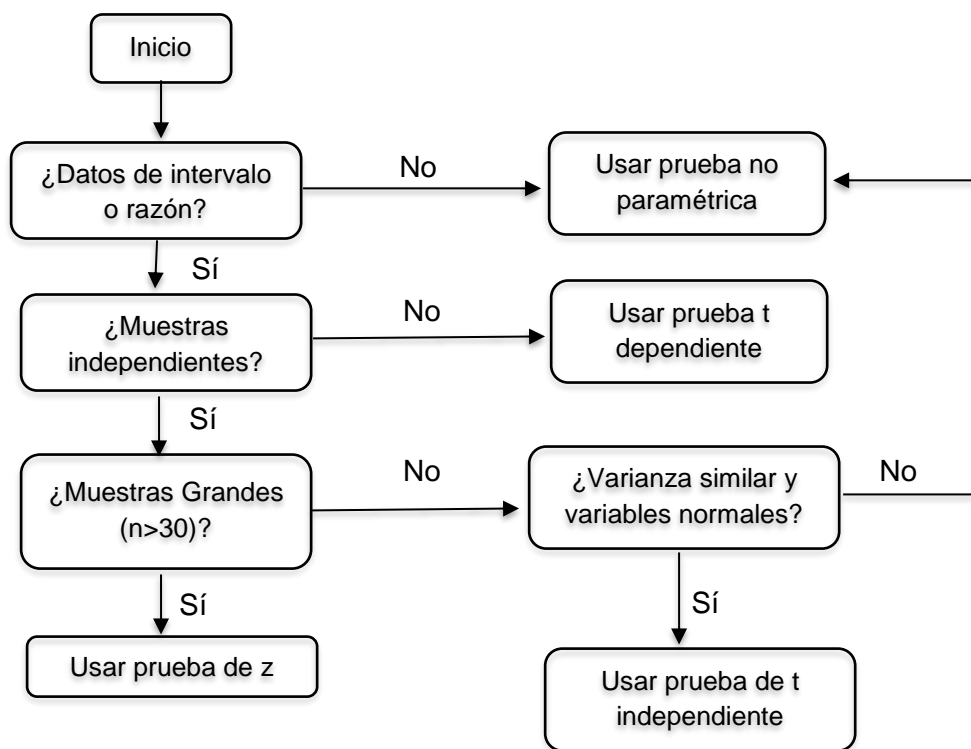 Inicio
¿Datos de intervalo
o razón?
No
Usar prueba no
paramétrica
Sí
¿Muestras
independientes?
No
Usar prueba t
dependiente
Sí
¿Muestras Grandes
(n>30)?
No
¿Varianza similar y
variables normales?
No
Sí
Usar prueba de z
Sí
Usar prueba de t
independiente